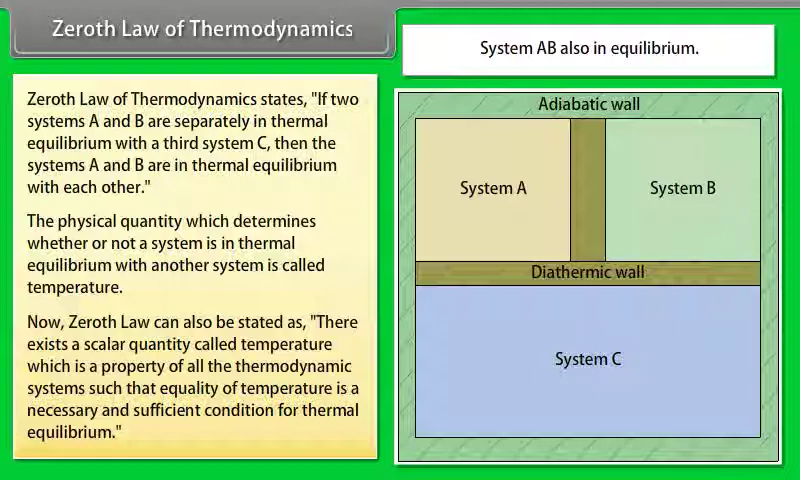 Zeroth Law of Thermodynamics
System AB also in equilibrium.
Zeroth Law of Thermodynamics states, "If two
systems A and B are separately in thermal
equilibrium with a third system C, then the
systems A and B are in thermal equilibrium
with each other."
The physical quantity which determines
whether or not a system is in thermal
equilibrium with another system is called
temperature.
Now, Zeroth Law can also be stated as, "There
exists a scalar quantity called temperature
which is a property of all the thermodynamic
systems such that equality of temperature is a
necessary and sufficient condition for thermal
equilibrium."
Adiabatic wall
System A
System B
Diathermic wall
System C